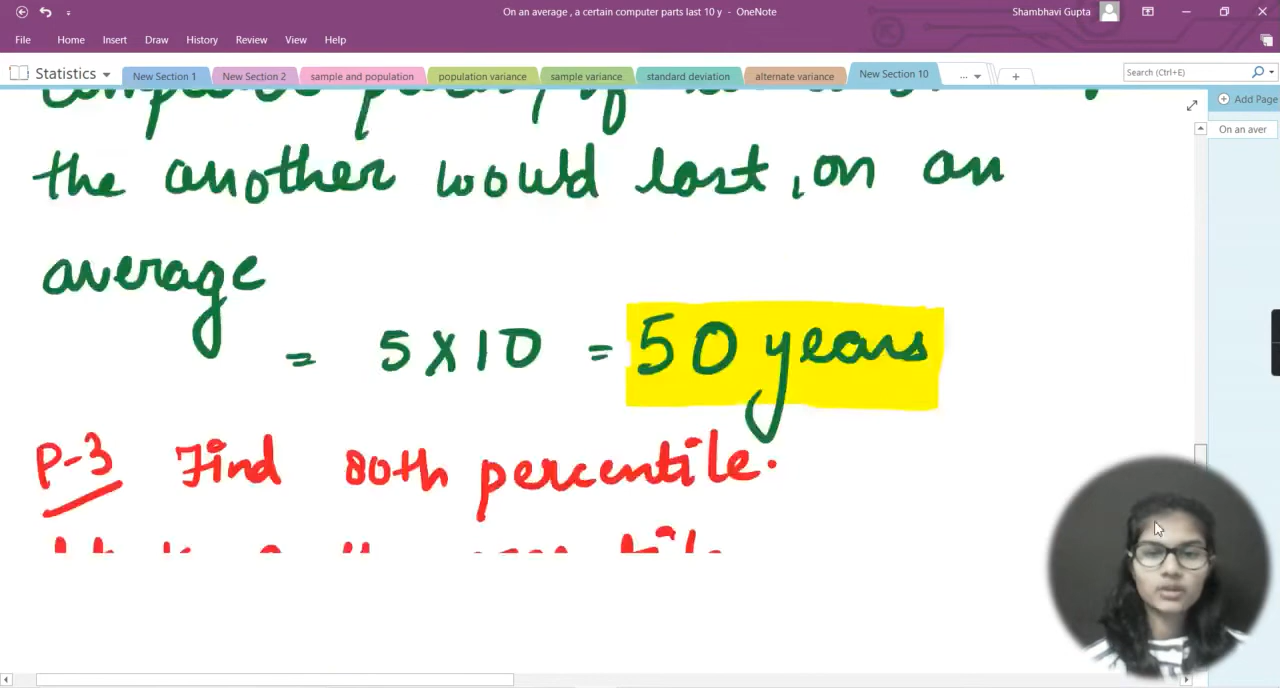 On an average , a certain computer parts last 10 y - OneNote
Shambhavi Gupta
File Home Insert Draw History Review View Help
Statistics
New Section 1 New Section 2 sample and population population variance sample variance standard deviation alternate variance New Section 10 ... +
Search (Ctrl+E)
Add Page
On an aver
the another would last, on an
average
= 5 X 10 = 50 years
P-3 Find 80th percentile.